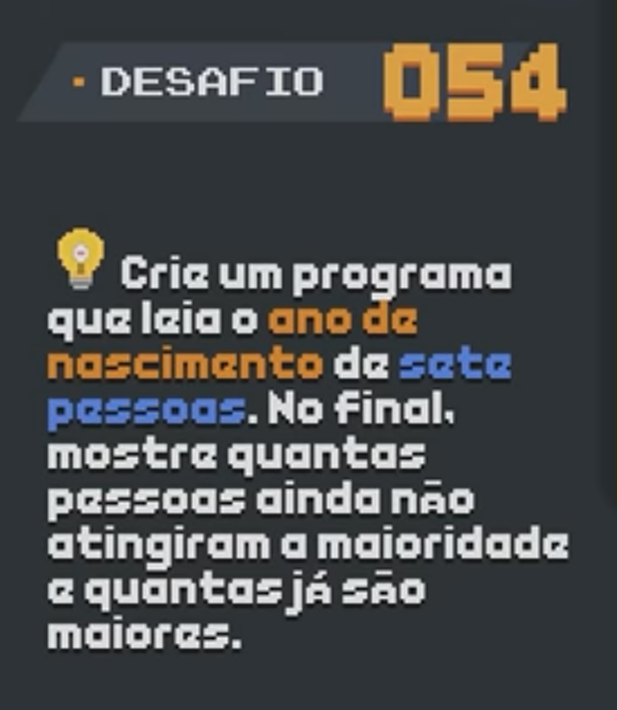 DESAFIO 054
Crie um programa
que leia o ano de
nascimento de sete
pessoas. No final,
mostre quantas
pessoas ainda não
atingiram a maioridade
e quantas já são
maiores.